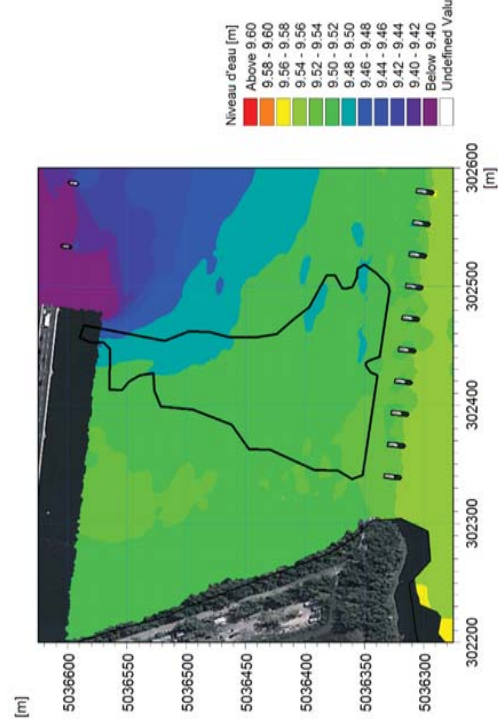 [m]
5036600
5036550
5036500
5036450
5036400
5036350
5036300
302200
302300
302400
302500
302600
[m]
Niveau d'eau [m]
Above 9.60
9.58 - 9.60
9.56 - 9.58
9.54 - 9.56
9.52 - 9.54
9.50 - 9.52
9.48 - 9.50
9.46 - 9.48
9.44 - 9.46
9.42 - 9.44
9.40 - 9.42
Below 9.40
Undefined Valu